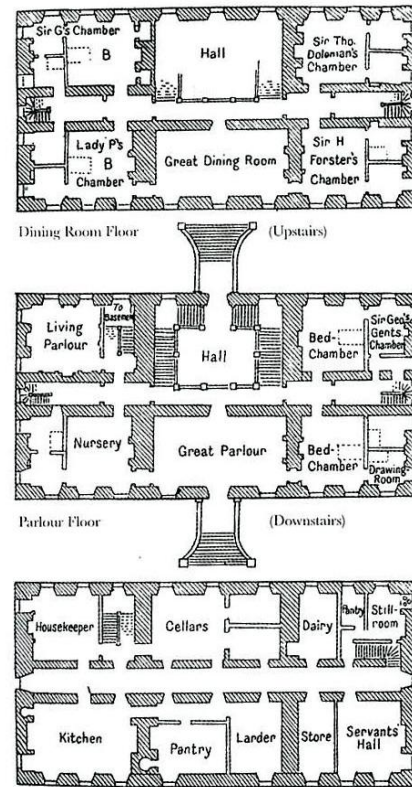 Sir G's Chamber
B
Hall
Sir Tho.
Doleman's
Chamber
Lady P's
B
Chamber
Great Dining Room
Sir H
Forster's
Chamber
Dining Room Floor
(Upstairs)
Living
Parlour
To
Basement
Hall
Bed-
Chamber
Sir Geo's
Gents
Chamber
Nursery
Great Parlour
Bed-
Chamber
Drawing
Room
Parlour Floor
(Downstairs)
Housekeeper
Cellars
Dairy
Pantry
Still-
room
Kitchen
Pantry
Larder
Store
Servants'
Hall